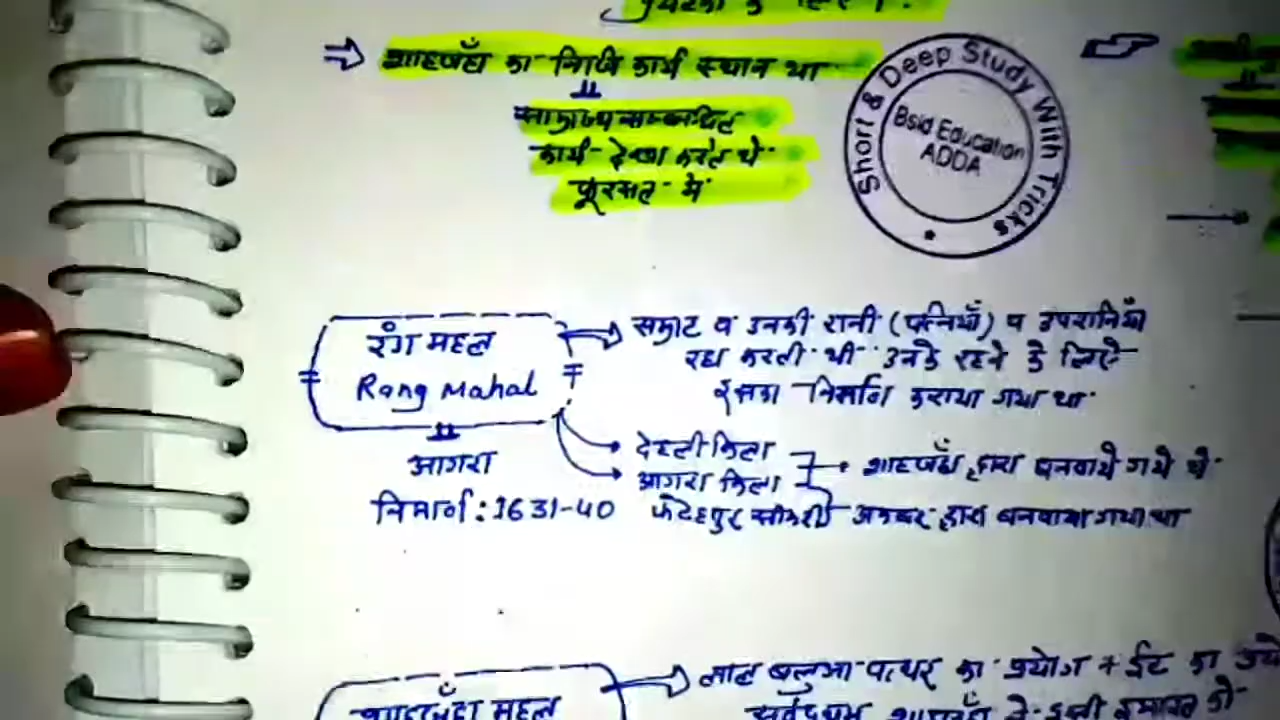 ⇒ शाहजहाँ का निजि कार्य स्थान था
साम्राज्य सम्बन्धित
कार्य देखा करते थे
फुरसत में
Short & Deep Study With Tricks
Bsid Education
ADDA
रंग महल
Rang Mahal
आगरा
निमार्ण : 1631-40
सम्राट व उनकी रानी (पत्नियाँ) व उपरानियाँ
रहा करती थी उनके रहने के लिऐ
इसका निर्माण कराया गया था
देहली किला
आगरा किला
शाहजहाँ द्वारा बनवाये गये थे
फतेहपुर सीकरी अकबर द्वारा बनवाया गया था
शाहजहाँ महल
लाल बलुआ पत्थर का प्रयोग + ईंट का
सर्वप्रथम शाहजहाँ ने इसी इमारत को